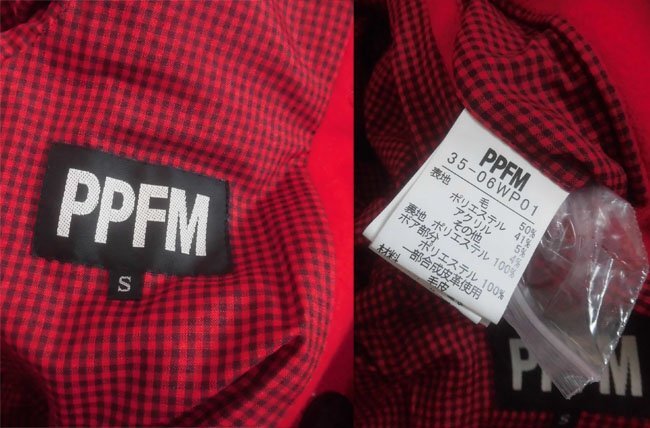 PPFM
S
PPFM
35-06WP01
表地 毛 50%
ポリエステル 41%
アクリル 5%
その他 4%
裏地 ポリエステル 100%
ボア部分
ポリエステル 100%
一部合成皮革使用
材料 毛皮
PPFM
S